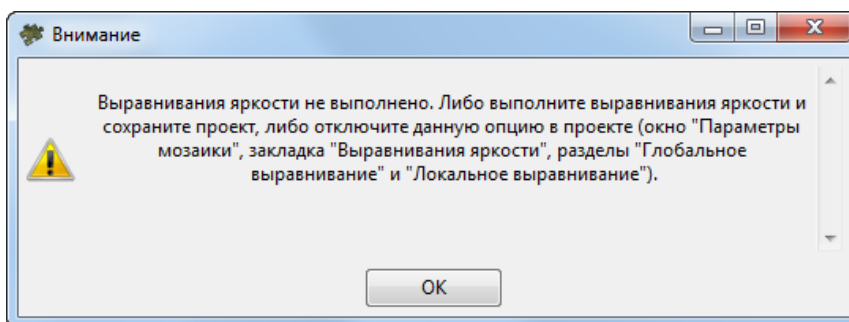 Внимание
Выравнивания яркости не выполнено. Либо выполните выравнивания яркости и
сохраните проект, либо отключите данную опцию в проекте (окно "Параметры
мозаики", закладка "Выравнивания яркости", разделы "Глобальное
выравнивание" и "Локальное выравнивание").
OK